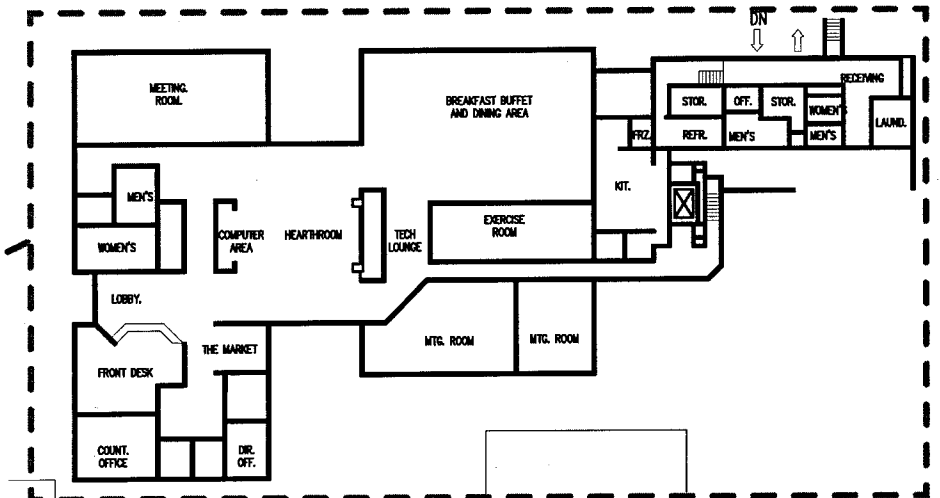 DN
RECEIVING
MEETING.
ROOM.
BREAKFAST BUFFET
AND DINING AREA
STOR.
OFF.
STOR.
WOMEN'S
LAUND.
FRZ.
REFR.
MEN'S
MEN'S
MEN'S
KIT.
EXERCISE
ROOM
COMPUTER
AREA
HEARTHROOM
TECH
LOUNGE
WOMEN'S
LOBBY.
MTG. ROOM
MTG. ROOM
THE MARKET
FRONT DESK
COUNT.
OFFICE
DIR.
OFF.